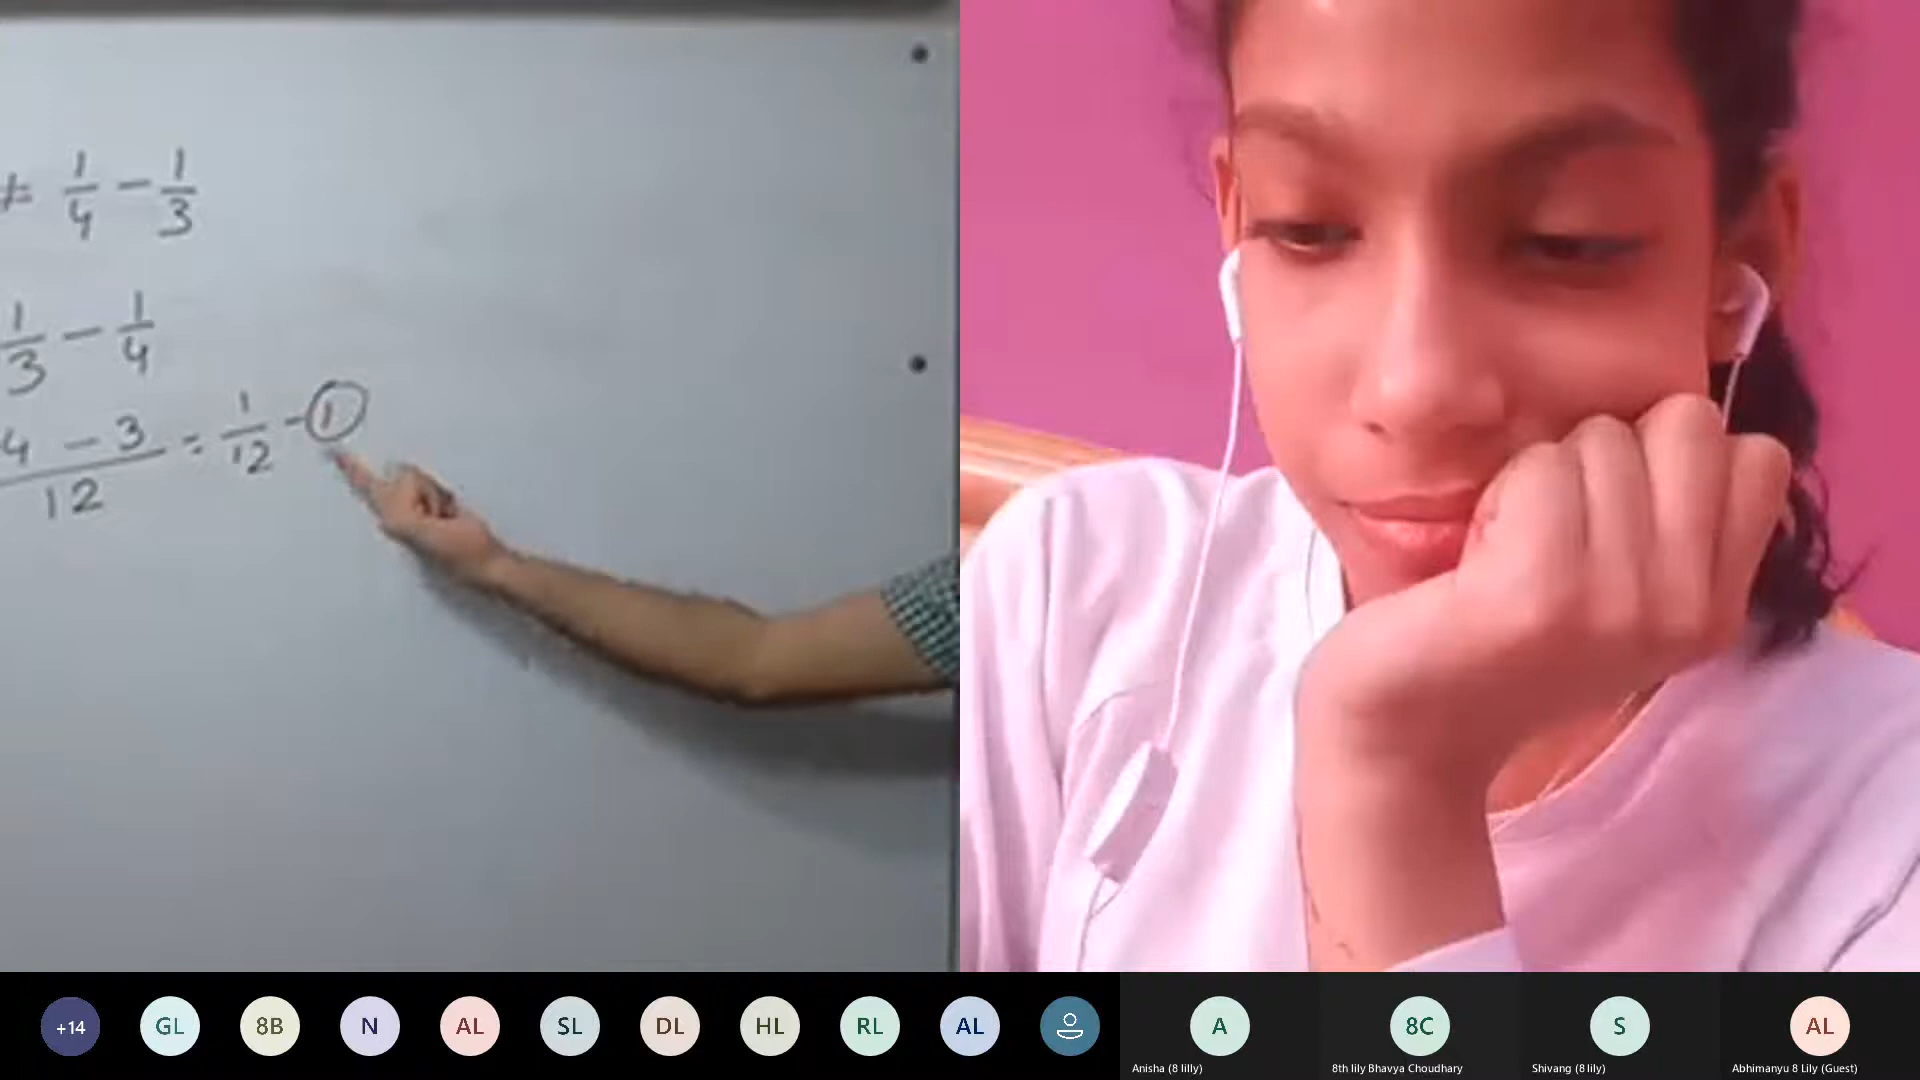 ≠ 1/4 - 1/3
1/3 - 1/4
4 - 3 / 12 = 1/12 - ①
+14
GL
8B
N
AL
SL
DL
HL
RL
AL
A
8C
S
AL
Anisha (8 lilly)
8th lily Bhavya Choudhary
Shivang (8 lily)
Abhimanyu 8 Lily (Guest)